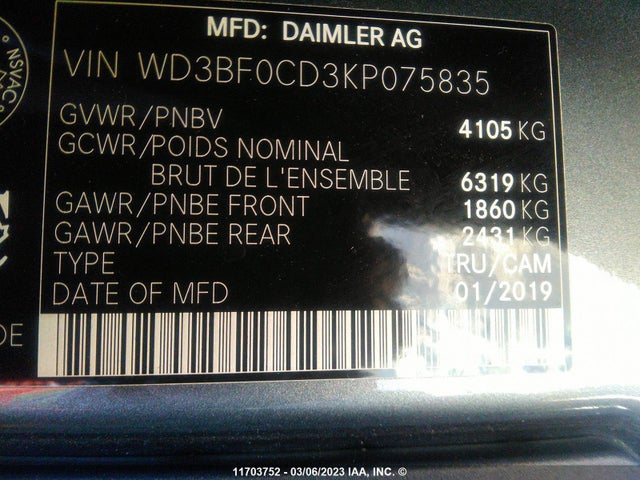 MFD: DAIMLER AG
VIN WD3BF0CD3KP075835
GVWR/PNBV 4105 KG
GCWR/POIDS NOMINAL
BRUT DE L'ENSEMBLE 6319 KG
GAWR/PNBE FRONT 1860 KG
GAWR/PNBE REAR 2431 KG
TYPE TRU/CAM
DATE OF MFD 01/2019
DE
NSVAC
11703752 - 03/06/2023 IAA, INC. ©